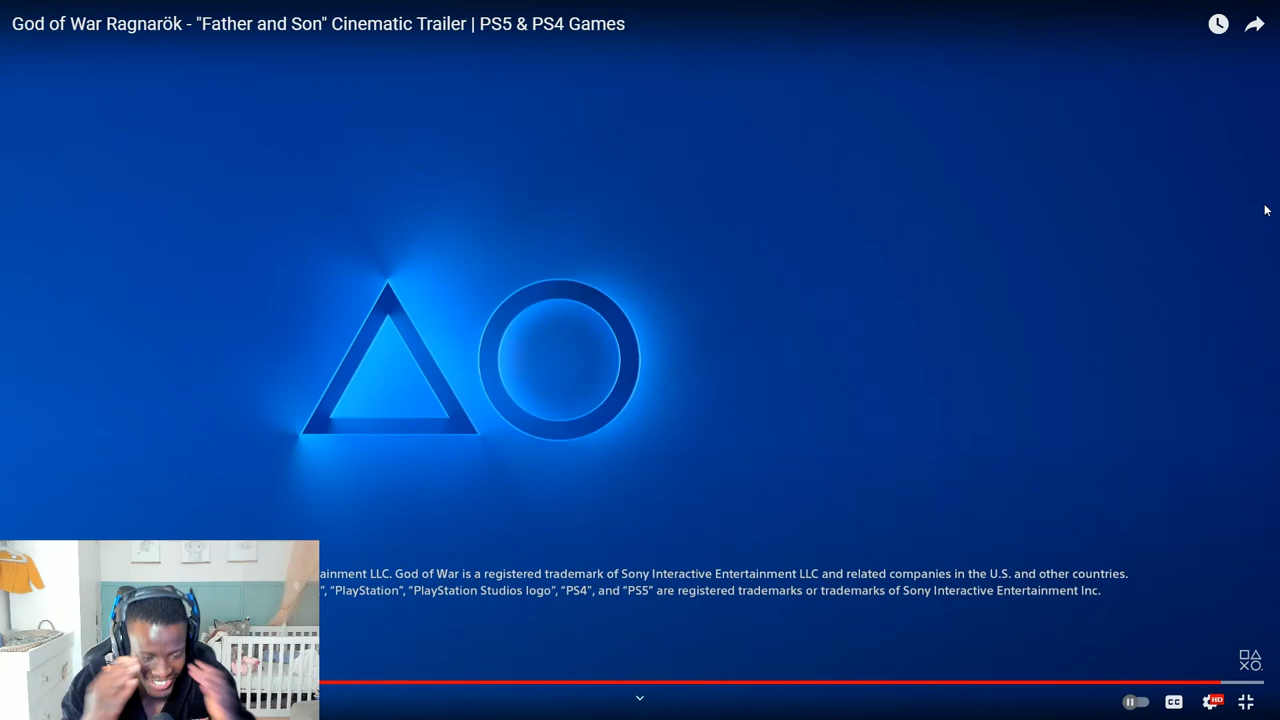 God of War Ragnarök - "Father and Son" Cinematic Trailer | PS5 & PS4 Games
ainment LLC. God of War is a registered trademark of Sony Interactive Entertainment LLC and related companies in the U.S. and other countries.
”, “PlayStation”, “PlayStation Studios logo”, “PS4”, and “PS5” are registered trademarks or trademarks of Sony Interactive Entertainment Inc.
CC
HD